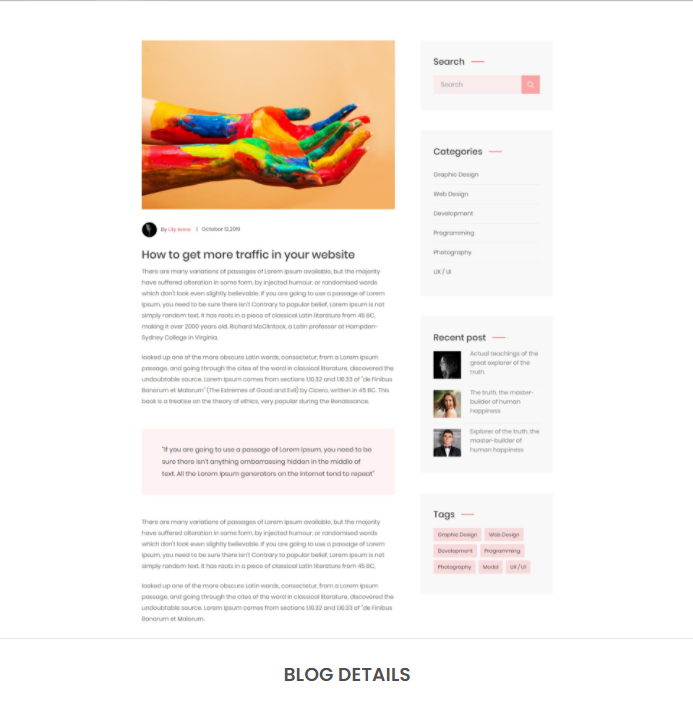 By Lily Anne | October 12,2019
How to get more traffic in your website
There are many variations of passages of Lorem Ipsum available, but the majority
have suffered alteration in some form, by injected humour, or randomised words
which don't look even slightly believable. If you are going to use a passage of Lorem
Ipsum, you need to be sure there isn't Contrary to popular belief, Lorem Ipsum is not
simply random text. It has roots in a piece of classical Latin literature from 45 BC,
making it over 2000 years old. Richard McClintock, a Latin professor at Hampden-
Sydney College in Virginia.
looked up one of the more obscure Latin words, consectetur, from a Lorem Ipsum
passage, and going through the cites of the word in classical literature, discovered the
undoubtable source. Lorem Ipsum comes from sections 1.10.32 and 1.10.33 of "de Finibus
Bonorum et Malorum" (The Extremes of Good and Evil) by Cicero, written in 45 BC. This
book is a treatise on the theory of ethics, very popular during the Renaissance.
"If you are going to use a passage of Lorem Ipsum, you need to be
sure there isn't anything embarrassing hidden in the middle of
text. All the Lorem Ipsum generators on the Internet tend to repeat"
There are many variations of passages of Lorem Ipsum available, but the majority
have suffered alteration in some form, by injected humour, or randomised words
which don't look even slightly believable. If you are going to use a passage of Lorem
Ipsum, you need to be sure there isn't Contrary to popular belief, Lorem Ipsum is not
simply random text. It has roots in a piece of classical Latin literature from 45 BC,
looked up one of the more obscure Latin words, consectetur, from a Lorem Ipsum
passage, and going through the cites of the word in classical literature, discovered the
undoubtable source. Lorem Ipsum comes from sections 1.10.32 and 1.10.33 of "de Finibus
Bonorum et Malorum.
Search
Search
Categories
Graphic Design
Web Design
Development
Programming
Photography
UX / UI
Recent post
Actual teachings of the
great explorer of the
truth.
The truth, the master-
builder of human
happiness
Explorer of the truth, the
master-builder of
human happiness
Tags
Graphic Design Web Design
Development Programming
Photography Model UX / UI
BLOG DETAILS